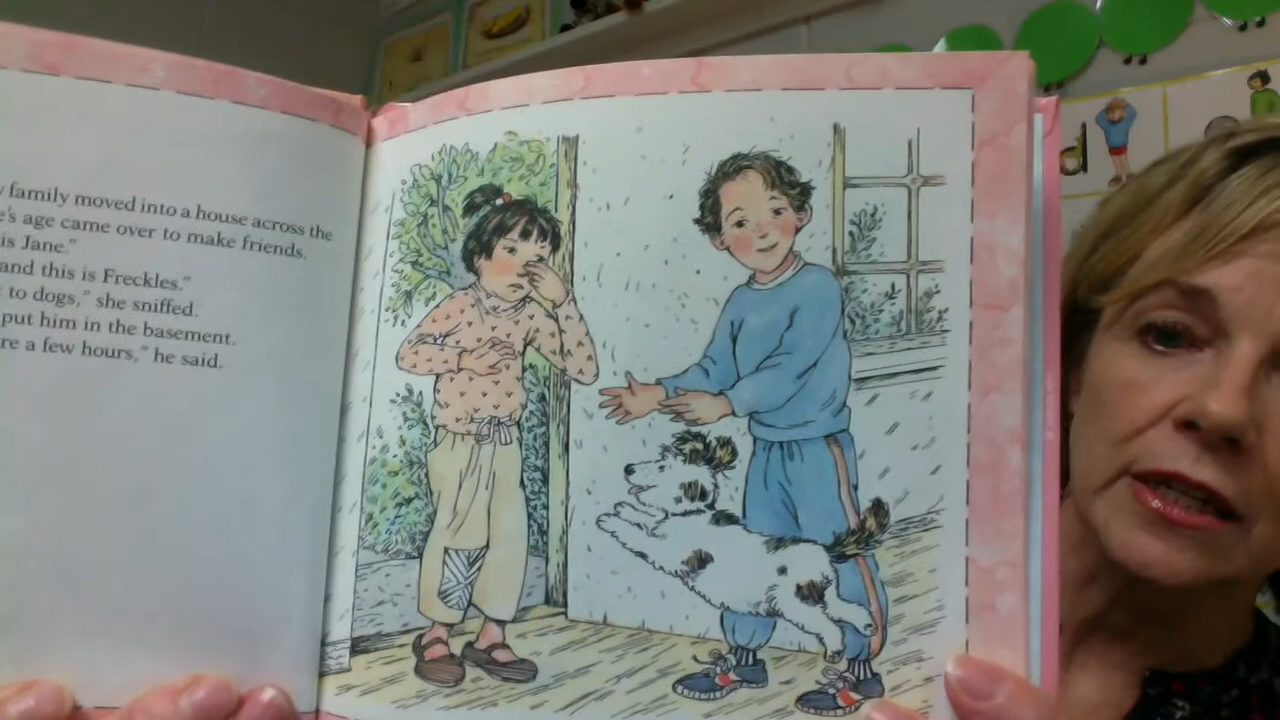 family moved into a house across the
's age came over to make friends.
is Jane."
and this is Freckles."
to dogs," she sniffed.
put him in the basement.
a few hours," he said.
d